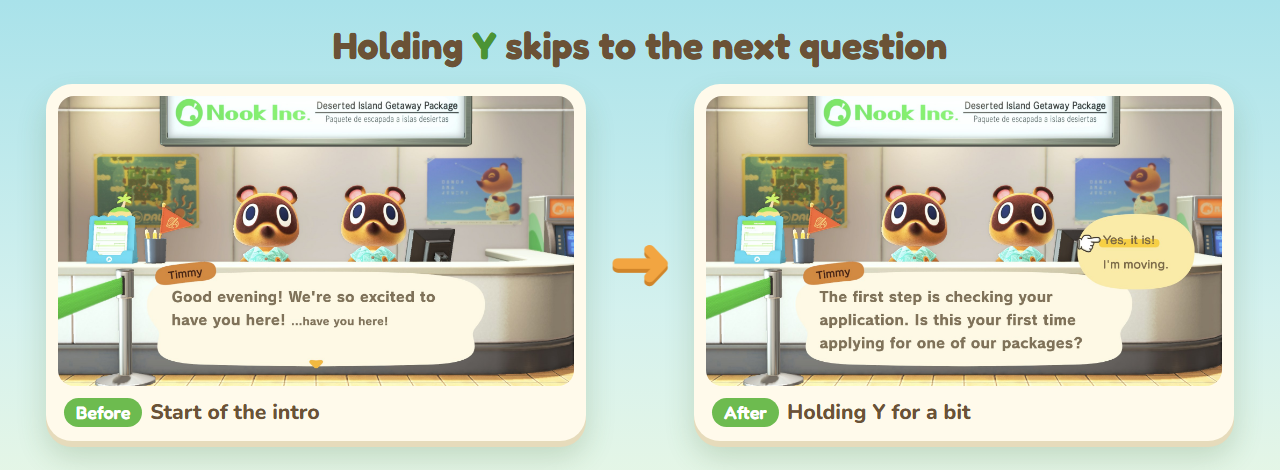 Holding Y skips to the next question
Nook Inc.
Deserted Island Getaway Package
Paquete de escapada a islas desiertas
Timmy
Good evening! We're so excited to
have you here! ...have you here!
Before Start of the intro
Nook Inc.
Deserted Island Getaway Package
Paquete de escapada a islas desiertas
Yes, it is!
I'm moving.
Timmy
The first step is checking your
application. Is this your first time
applying for one of our packages?
After Holding Y for a bit